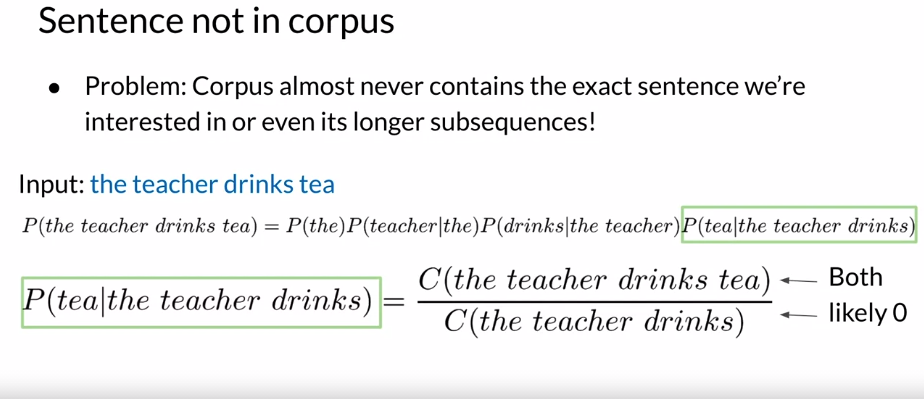 Sentence not in corpus
● Problem: Corpus almost never contains the exact sentence we’re
interested in or even its longer subsequences!
Input: the teacher drinks tea
P(the teacher drinks tea) = P(the)P(teacher|the)P(drinks|the teacher)P(tea|the teacher drinks)
P(tea|the teacher drinks) = C(the teacher drinks tea) Both
C(the teacher drinks) likely 0